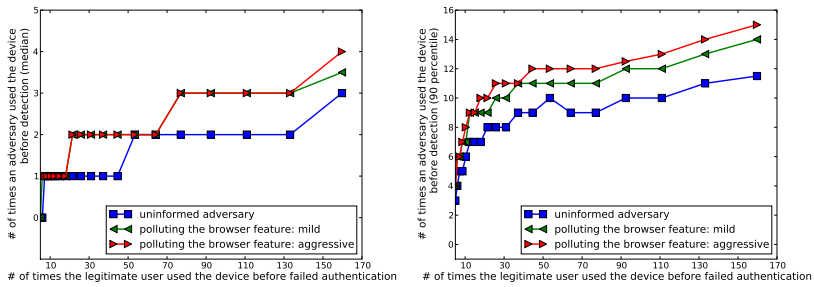 # of times an adversary used the device
before detection (median)
5
4
3
2
1
0
10 30 50 70 90 110 130 150 170
uninformed adversary
polluting the browser feature: mild
polluting the browser feature: aggressive
# of times the legitimate user used the device before failed authentication
# of times an adversary used the device
before detection (90 percentile)
16
14
12
10
8
6
4
2
0
10 30 50 70 90 110 130 150 170
uninformed adversary
polluting the browser feature: mild
polluting the browser feature: aggressive
# of times the legitimate user used the device before failed authentication